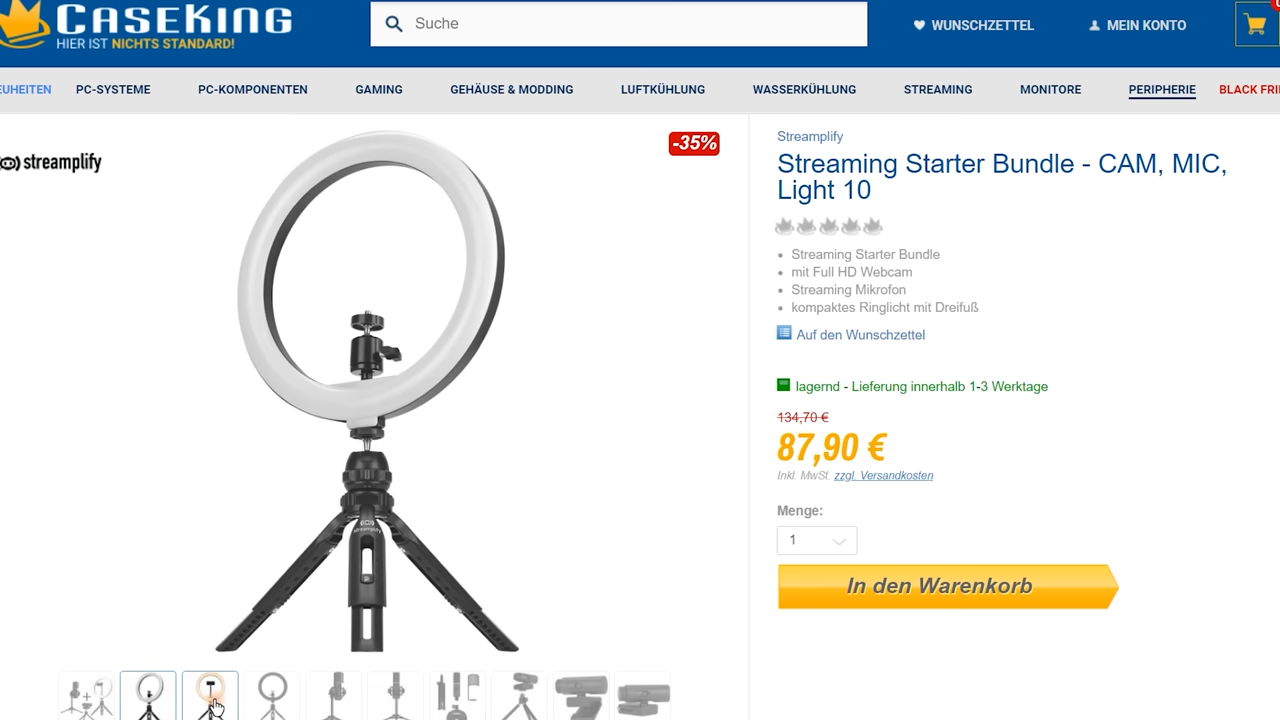 CASEKING
HIER IST NICHTS STANDARD!
Suche
WUNSCHZETTEL
MEIN KONTO
PC-SYSTEME
PC-KOMPONENTEN
GAMING
GEHÄUSE & MODDING
LUFTKÜHLUNG
WASSERKÜHLUNG
STREAMING
MONITORE
PERIPHERIE
BLACK
streamplify
-35%
Streamplify
Streaming Starter Bundle - CAM, MIC,
Light 10
Streaming Starter Bundle
mit Full HD Webcam
Streaming Mikrofon
kompaktes Ringlicht mit Dreifuß
Auf den Wunschzettel
lagernd - Lieferung innerhalb 1-3 Werktage
134,70 €
87,90 €
Inkl. MwSt. zzgl. Versandkosten
Menge:
1
In den Warenkorb
streamplify